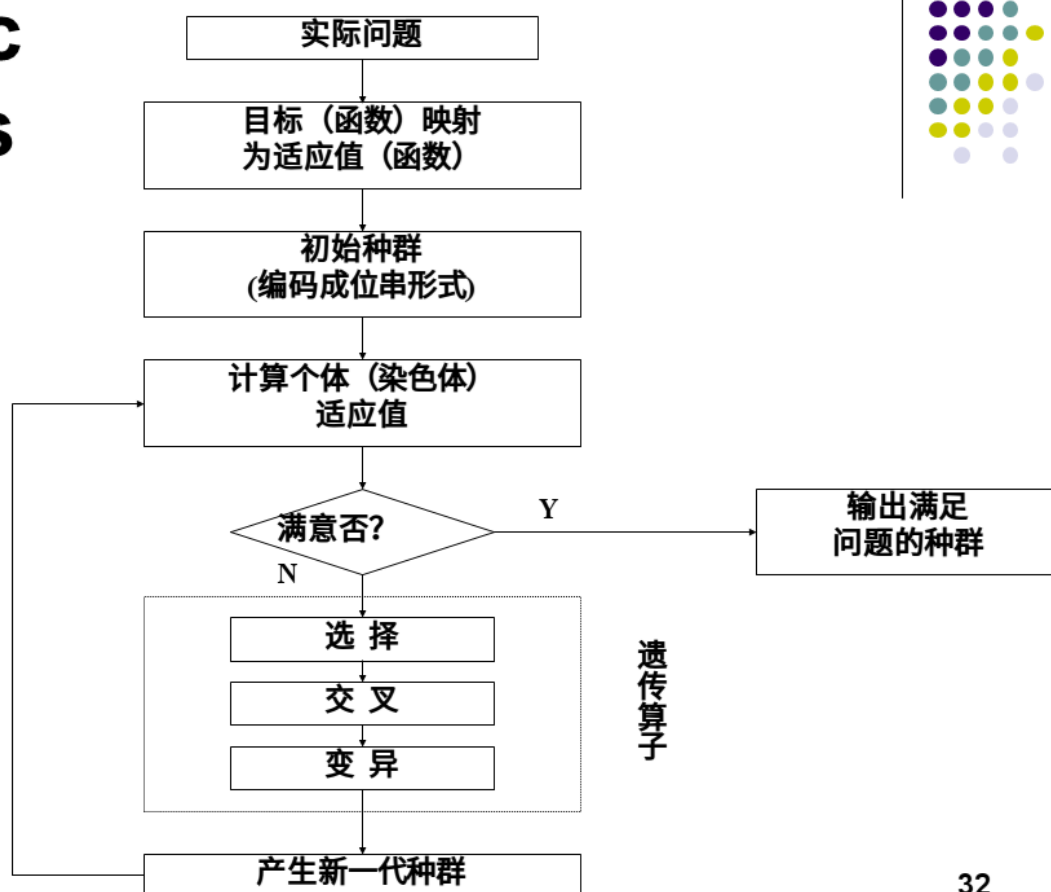 c
s
实际问题
目标（函数）映射
为适应值（函数）
初始种群
(编码成位串形式)
计算个体（染色体）
适应值
满意否?
Y
输出满足
问题的种群
N
选 择
交 叉
变 异
遗传算子
产生新一代种群
32